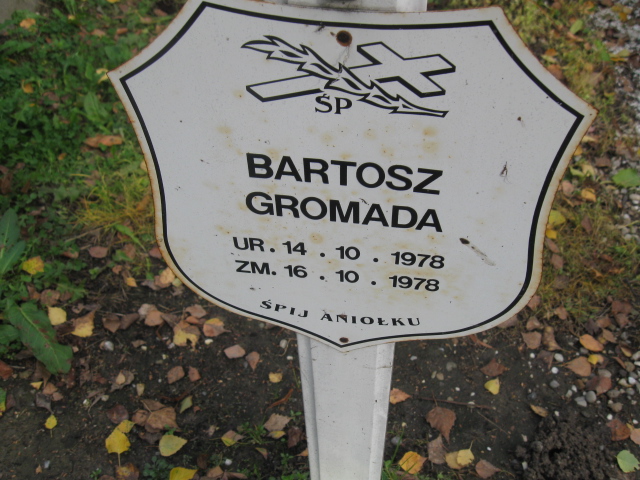 ŚP
BARTOSZ
GROMADA
UR. 14 . 10 . 1978
ZM. 16 . 10 . 1978
ŚPIJ ANIOŁKU